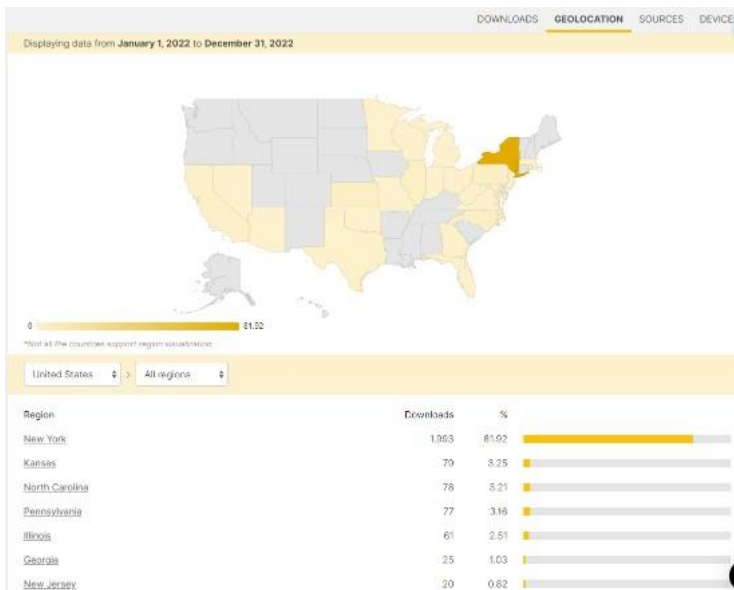 DOWNLOADS GEOLOCATION SOURCES DEVICE
Displaying data from January 1, 2022 to December 31, 2022
0 81.92
*Not all the countries support region visualization.
United States > All regions
Region Downloads %
New York 1,993 81.92
Kansas 79 3.25
North Carolina 78 3.21
Pennsylvania 77 3.16
Illinois 61 2.51
Georgia 25 1.03
New Jersey 20 0.82